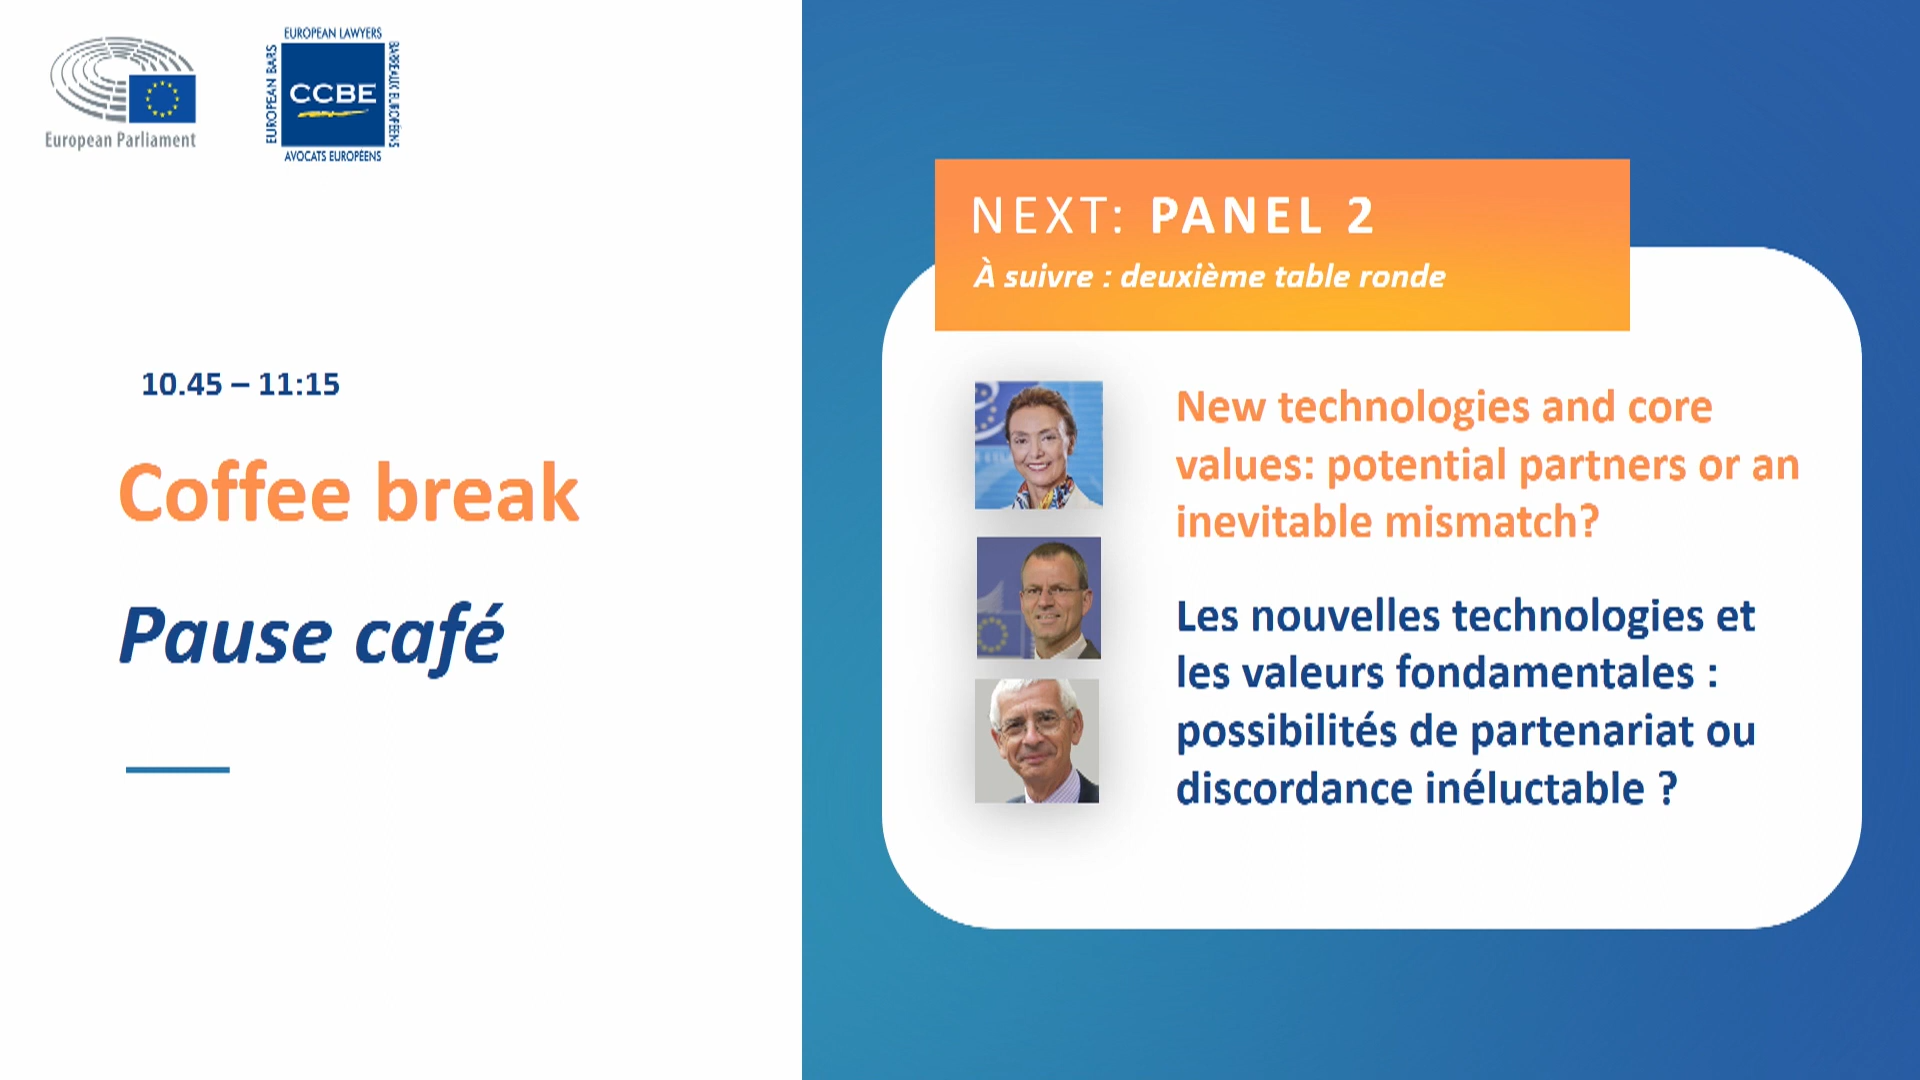 European Parliament
EUROPEAN LAWYERS
EUROPEAN BARS
CCBE
BARREAUX EUROPÉENS
AVOCATS EUROPÉENS
10.45 – 11:15
Coffee break
Pause café
NEXT: PANEL 2
À suivre : deuxième table ronde
New technologies and core
values: potential partners or an
inevitable mismatch?
Les nouvelles technologies et
les valeurs fondamentales :
possibilités de partenariat ou
discordance inéluctable ?